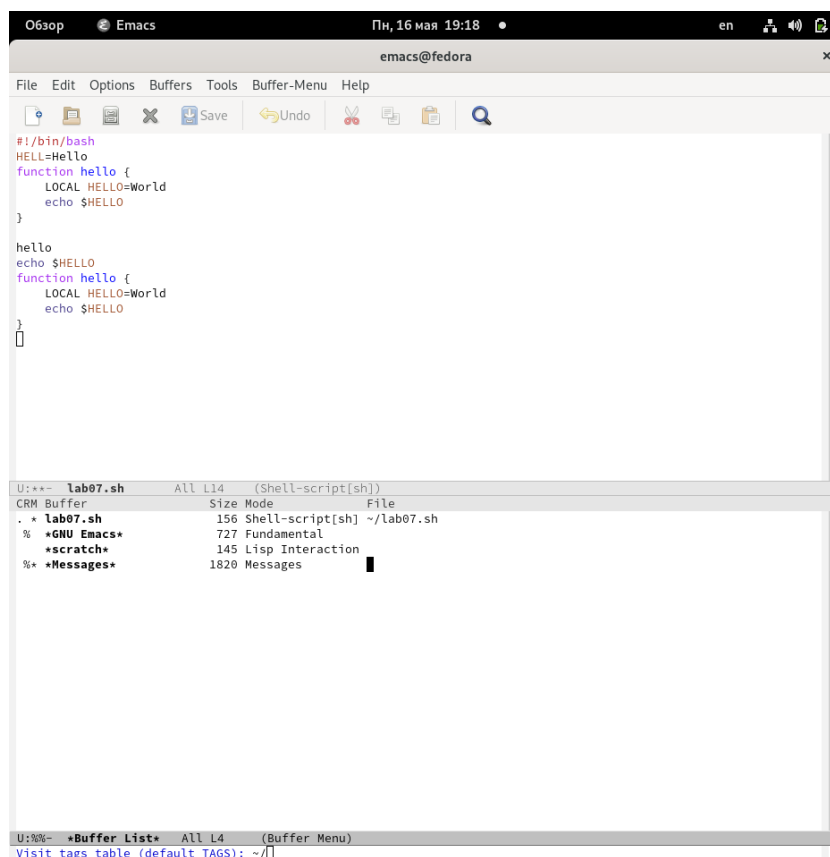 Обзор Emacs Пн, 16 мая 19:18 en
emacs@fedora ×
File Edit Options Buffers Tools Buffer-Menu Help
Save Undo
#!/bin/bash
HELL=Hello
function hello {
    LOCAL HELLO=World
    echo $HELLO
}
hello
echo $HELLO
function hello {
    LOCAL HELLO=World
    echo $HELLO
}
U:**-  lab07.sh       All L14    (Shell-script[sh])
CRM Buffer                Size Mode             File
. * lab07.sh               156 Shell-script[sh] ~/lab07.sh
 %  *GNU Emacs*            727 Fundamental
    *scratch*              145 Lisp Interaction
 %* *Messages*            1820 Messages
U:%%-  *Buffer List*   All L4     (Buffer Menu)
Visit tags table (default TAGS): ~/